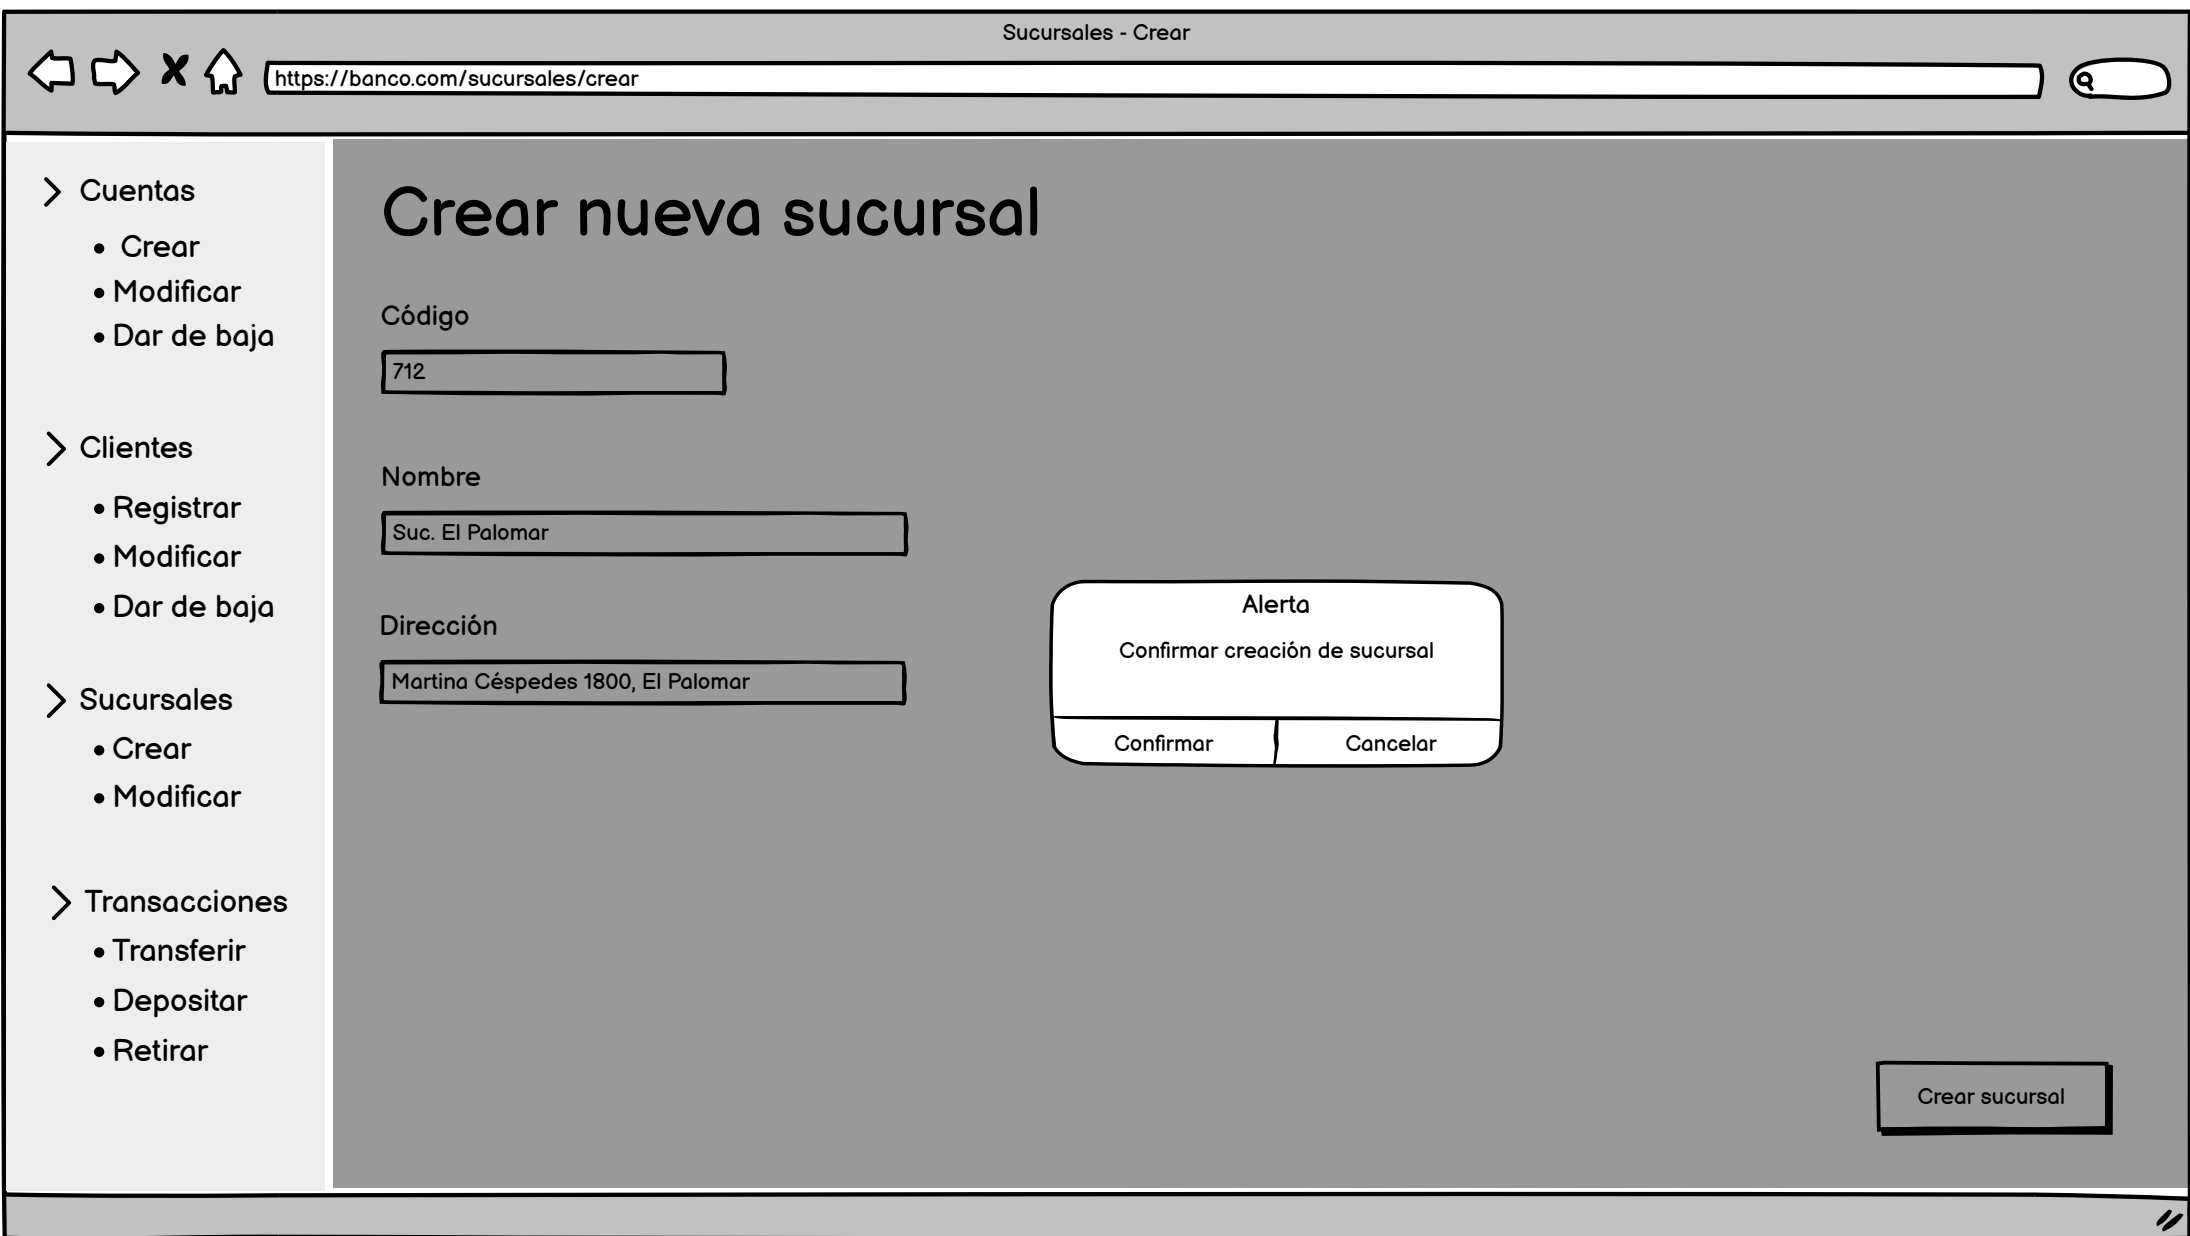 Sucursales - Crear
https://banco.com/sucursales/crear
Cuentas
Crear
Modificar
Dar de baja
Clientes
Registrar
Modificar
Dar de baja
Sucursales
Crear
Modificar
Transacciones
Transferir
Depositar
Retirar
Crear nueva sucursal
Código
712
Nombre
Suc. El Palomar
Dirección
Martina Céspedes 1800, El Palomar
Alerta
Confirmar creación de sucursal
Confirmar
Cancelar
Crear sucursal